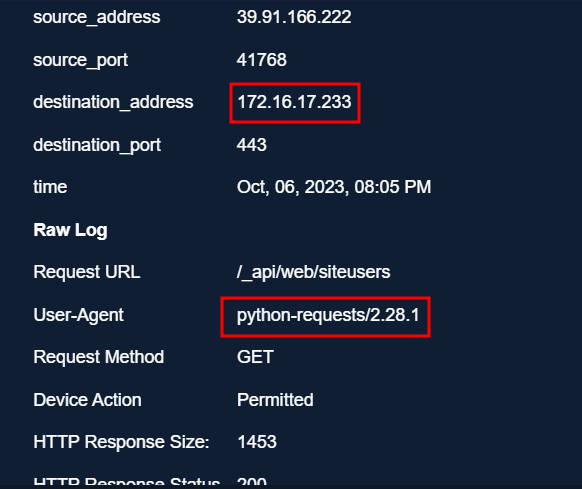 source_address 39.91.166.222
source_port 41768
destination_address 172.16.17.233
destination_port 443
time Oct, 06, 2023, 08:05 PM
Raw Log
Request URL /_api/web/siteusers
User-Agent python-requests/2.28.1
Request Method GET
Device Action Permitted
HTTP Response Size: 1453
HTTP Response Status 200